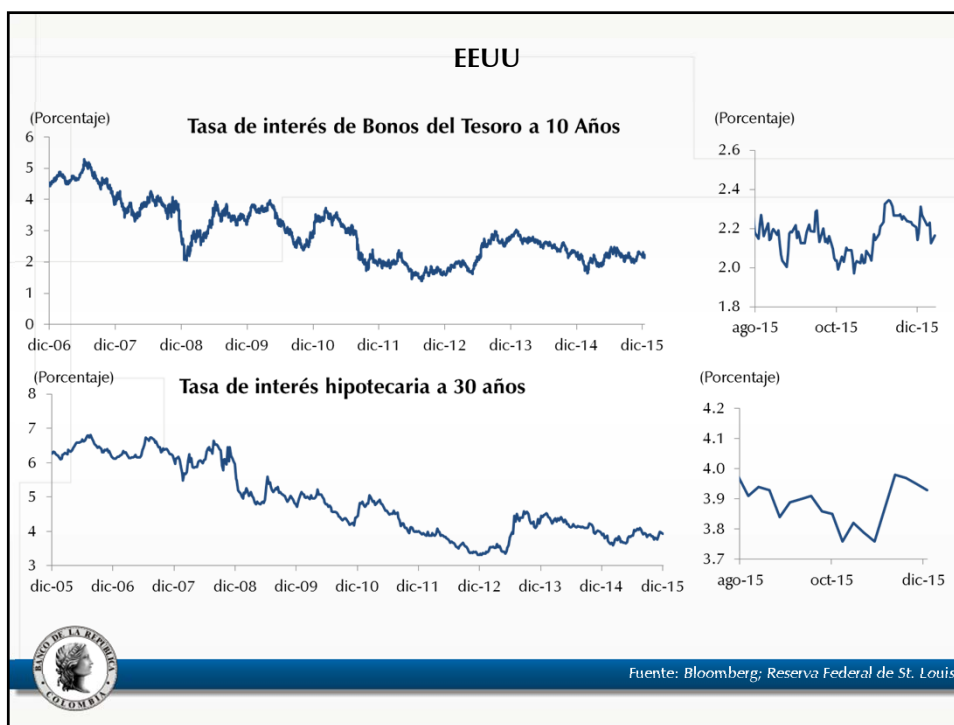 EEUU
(Porcentaje)
Tasa de interés de Bonos del Tesoro a 10 Años
6
5
4
3
2
1
0
dic-06 dic-07 dic-08 dic-09 dic-10 dic-11 dic-12 dic-13 dic-14 dic-15
(Porcentaje)
2.6
2.4
2.2
2.0
1.8
ago-15 oct-15 dic-15
(Porcentaje)
Tasa de interés hipotecaria a 30 años
8
7
6
5
4
3
dic-05 dic-06 dic-07 dic-08 dic-09 dic-10 dic-11 dic-12 dic-13 dic-14 dic-15
(Porcentaje)
4.2
4.1
4.0
3.9
3.8
3.7
ago-15 oct-15 dic-15
BANCO DE LA REPÚBLICA
COLOMBIA
Fuente: Bloomberg; Reserva Federal de St. Louis